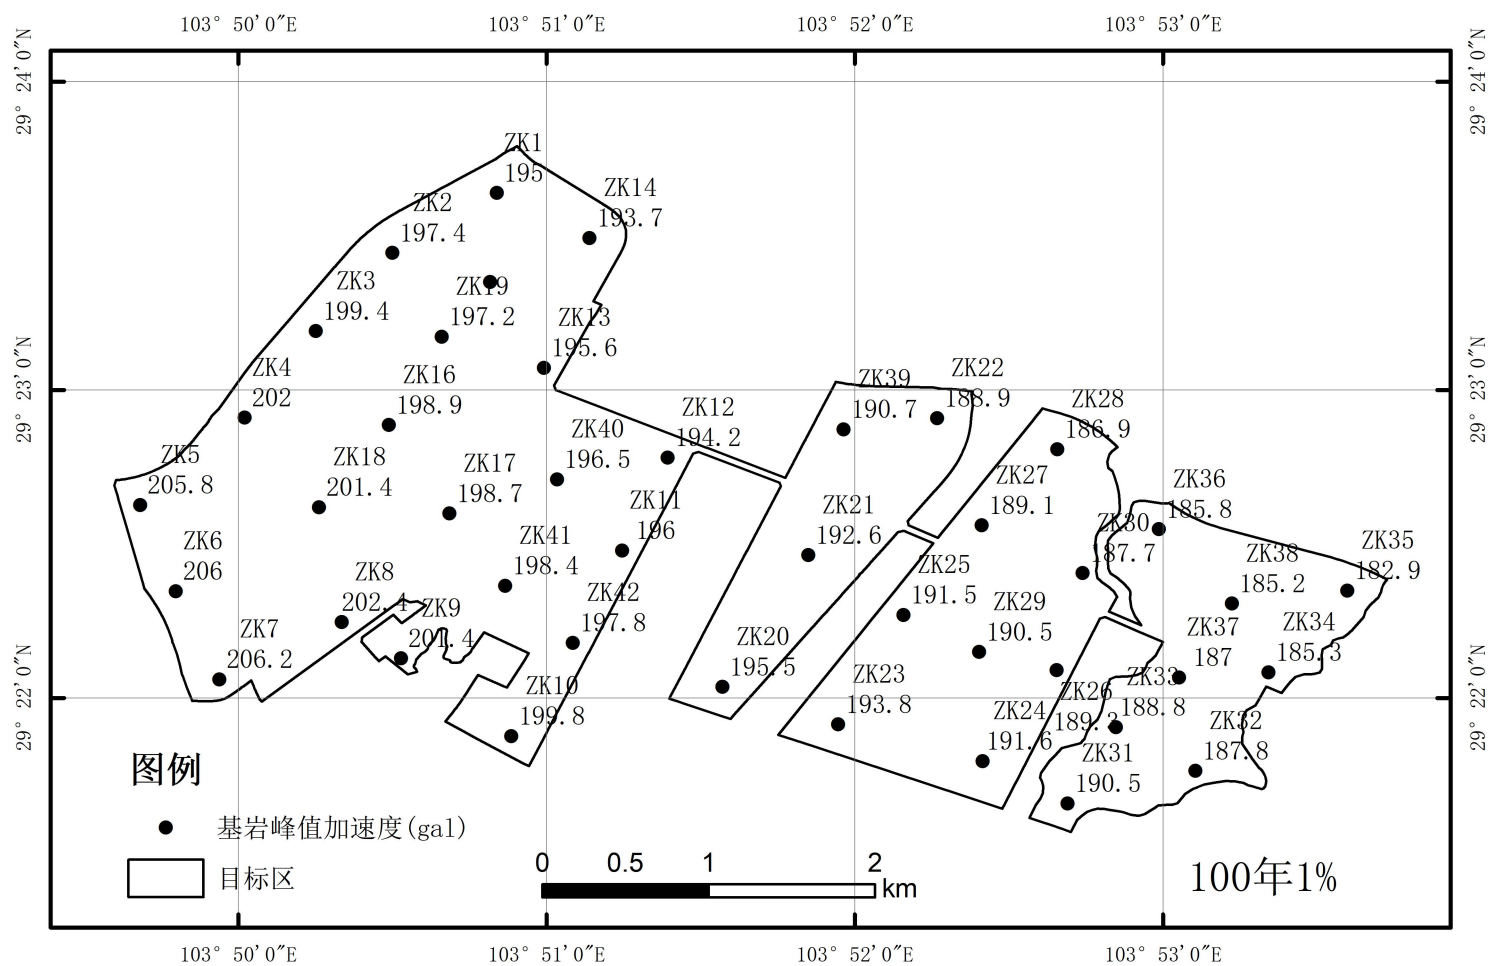 103° 50′0″E
103° 51′0″E
103° 52′0″E
103° 53′0″E
29° 24′0″N
29° 24′0″N
ZK1
195
ZK14
193.7
ZK2
197.4
ZK3
199.4
ZK19
197.2
ZK13
195.6
29° 23′0″N
29° 23′0″N
ZK4
202
ZK16
198.9
ZK39
190.7
ZK22
188.9
ZK28
186.9
ZK12
194.2
ZK40
196.5
ZK5
205.8
ZK18
201.4
ZK17
198.7
ZK11
196
ZK27
189.1
ZK36
185.8
ZK21
192.6
ZK30
187.7
ZK6
206
ZK41
198.4
ZK38
185.2
ZK35
182.9
ZK8
202.4
ZK25
191.5
ZK42
197.8
ZK9
201.4
ZK29
190.5
ZK37
187
ZK34
185.3
ZK7
206.2
ZK20
195.5
29° 22′0″N
29° 22′0″N
ZK10
199.8
ZK23
193.8
ZK33
188.8
ZK26
189.3
ZK24
191.6
ZK32
187.8
ZK31
190.5
图例
基岩峰值加速度(gal)
目标区
0 0.5 1 2
km
100年1%
103° 50′0″E
103° 51′0″E
103° 52′0″E
103° 53′0″E